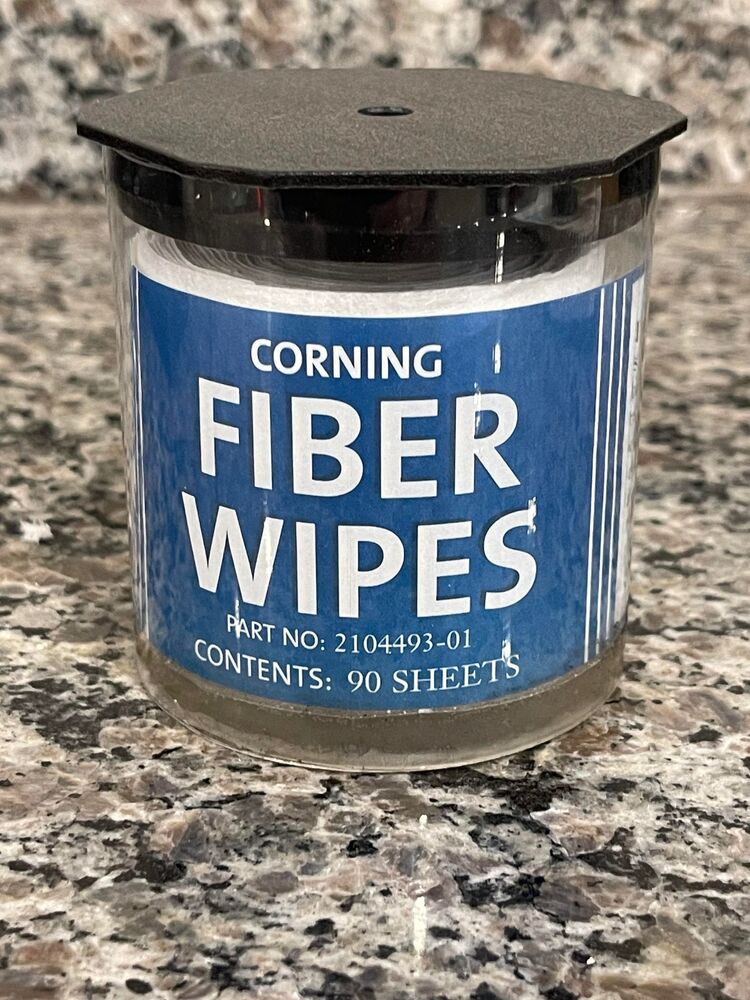 CORNING
FIBER
WIPES
PART NO: 2104493-01
CONTENTS: 90 SHEETS